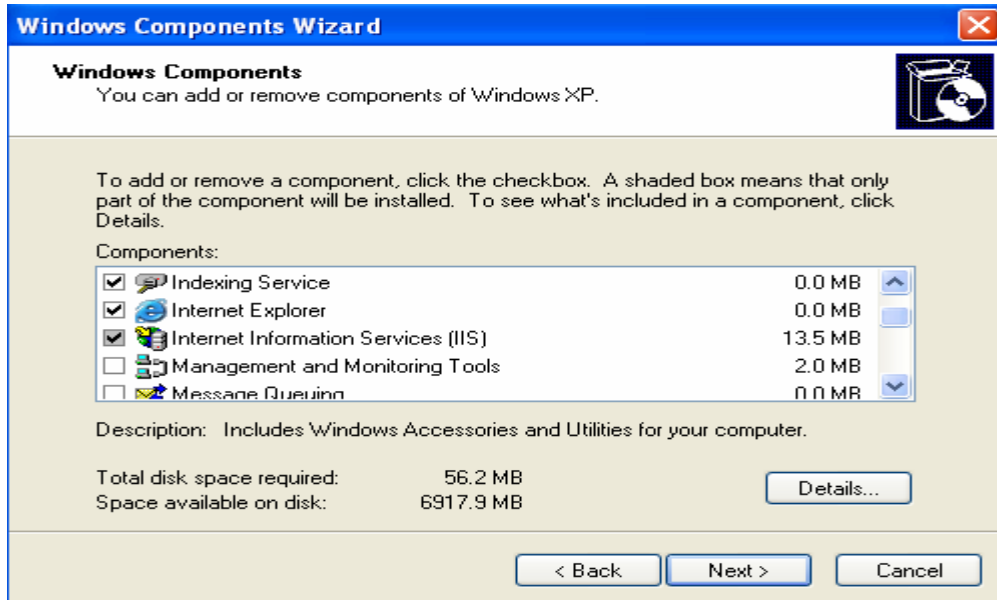 Windows Components Wizard
Windows Components
You can add or remove components of Windows XP.
To add or remove a component, click the checkbox. A shaded box means that only
part of the component will be installed. To see what's included in a component, click
Details.
Components:
Indexing Service 0.0 MB
Internet Explorer 0.0 MB
Internet Information Services (IIS) 13.5 MB
Management and Monitoring Tools 2.0 MB
Message Queuing 0.0 MB
Description: Includes Windows Accessories and Utilities for your computer.
Total disk space required: 56.2 MB
Space available on disk: 6917.9 MB
Details...
< Back Next > Cancel